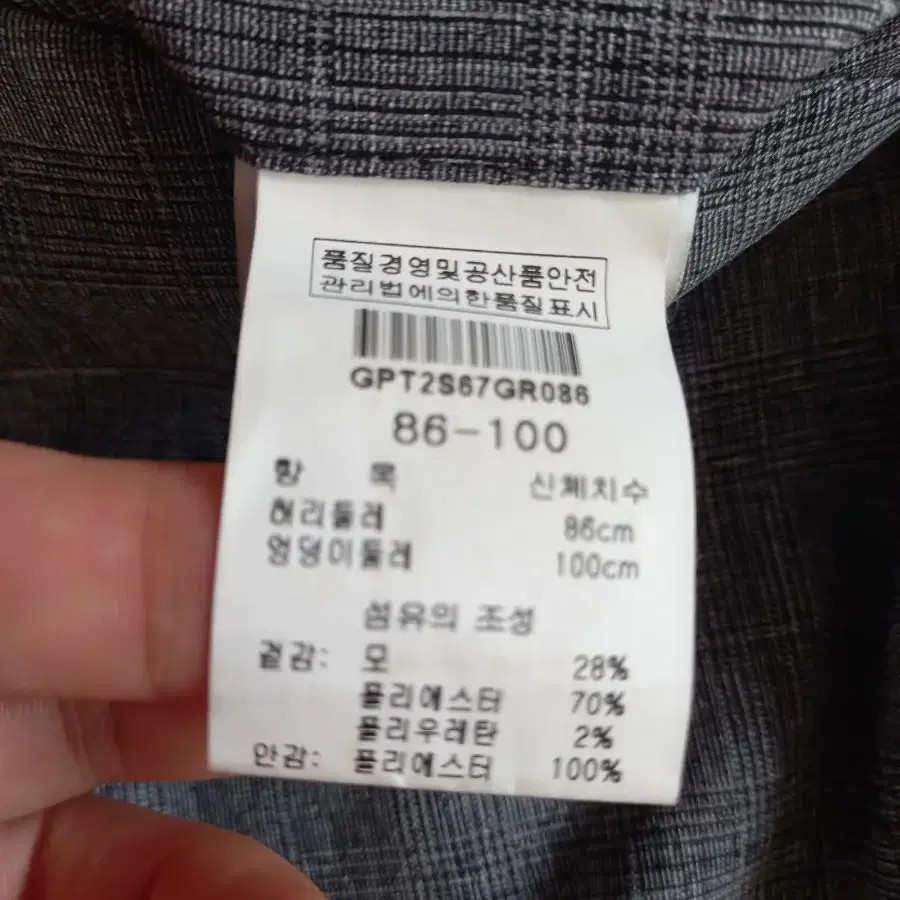 품질경영및공산품안전
관리법에의한품질표시
GPT2S67GR086
86-100
항 목 신체치수
허리둘레 86cm
엉덩이둘레 100cm
섬유의 조성
겉감: 모 28%
폴리에스터 70%
폴리우레탄 2%
안감: 폴리에스터 100%